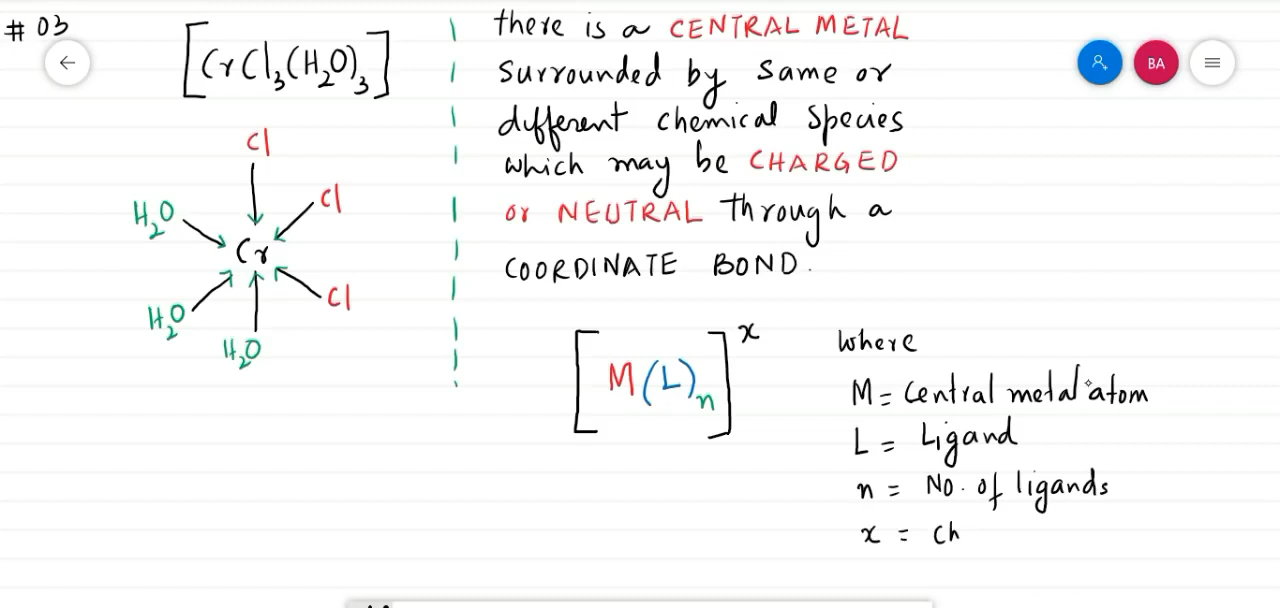 # 03
[CrCl₃(H₂O)₃]
Cl
H₂O Cl
Cr
H₂O Cl
H₂O
there is a CENTRAL METAL
surrounded by same or
different chemical species
which may be CHARGED
or NEUTRAL through a
COORDINATE BOND.
[M(L)n]ˣ
where
M = Central metal atom
L = Ligand
n = No. of ligands
x = Ch
BA